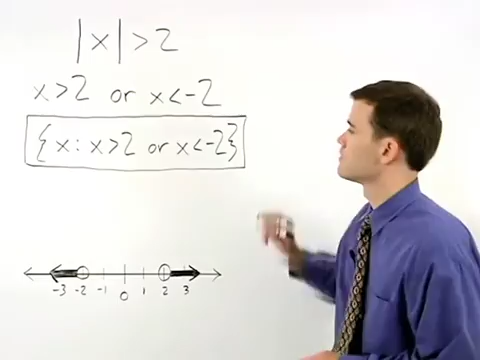 |x| > 2
x > 2 or x < -2
{x : x > 2 or x < -2}
-3 -2 -1 0 1 2 3